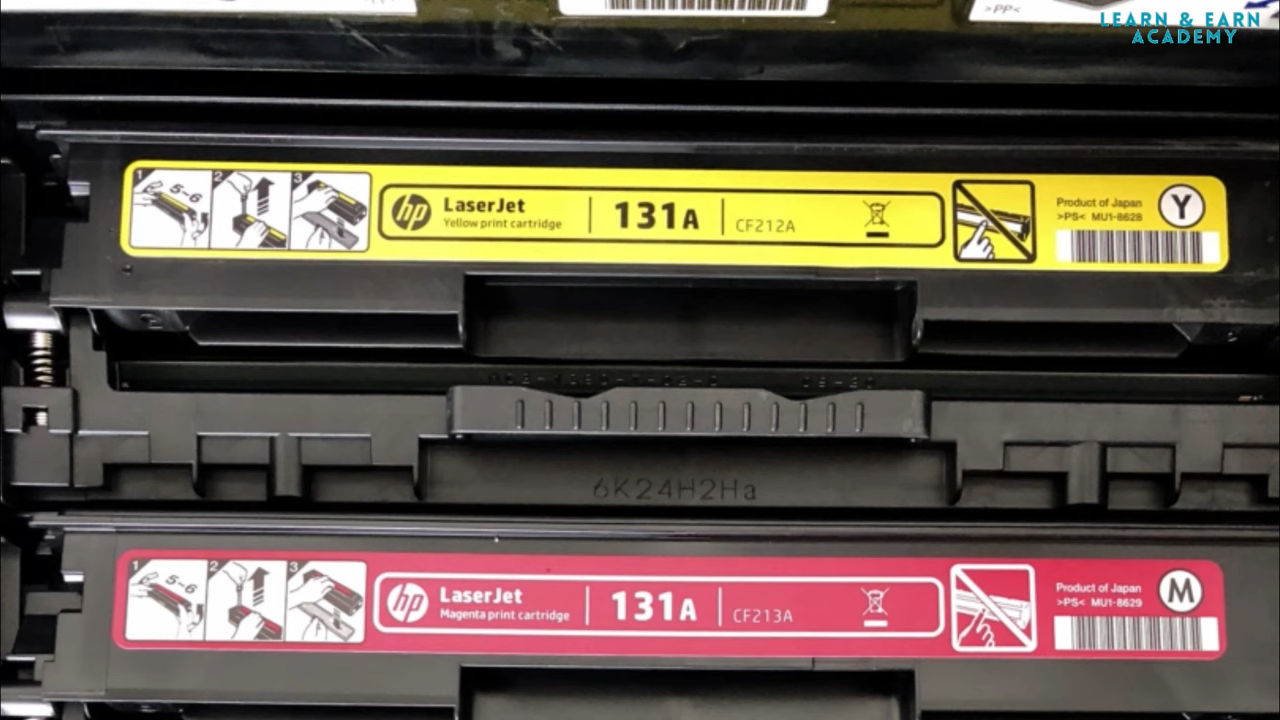 >PP<
LEARN & EARN
ACADEMY
1
5-6
2
3
hp
LaserJet
Yellow print cartridge
131A
CF212A
Product of Japan
>PS< MU1-8628
Y
6K24H2Ha
1
5-6
2
3
hp
LaserJet
Magenta print cartridge
131A
CF213A
Product of Japan
>PS< MU1-8629
M